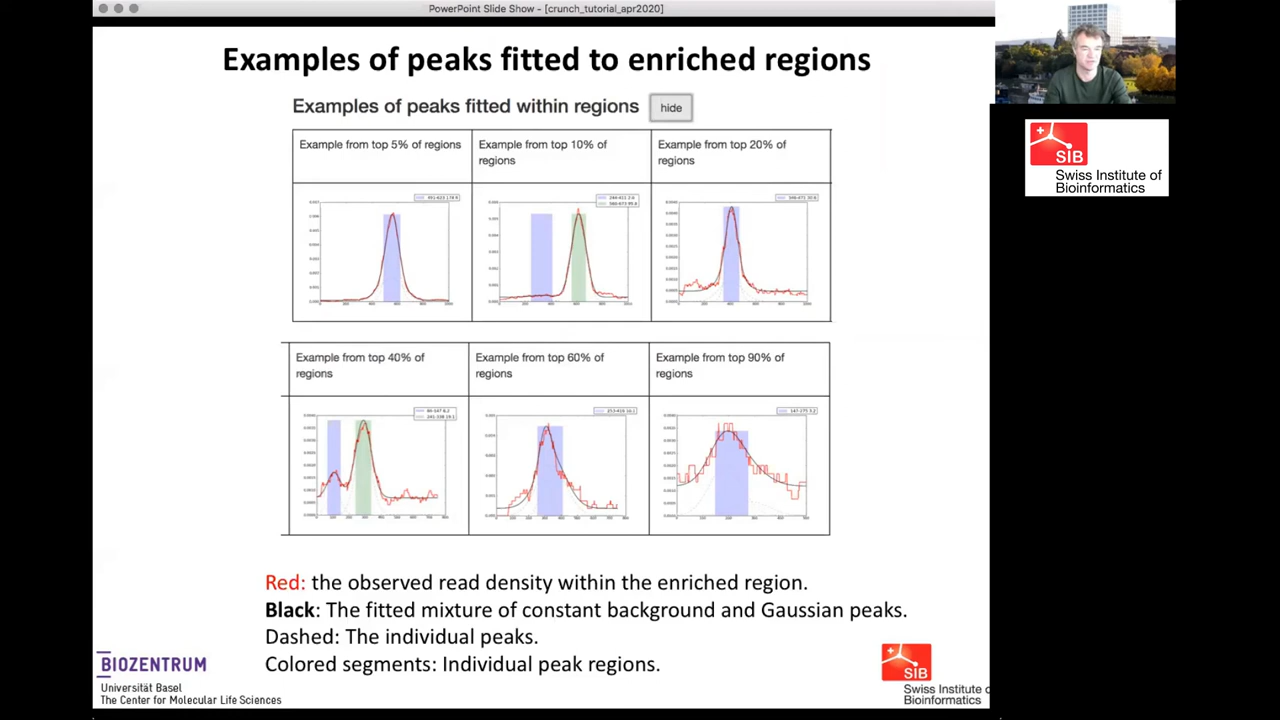 PowerPoint Slide Show - [crunch_tutorial_apr2020]
Examples of peaks fitted to enriched regions
Examples of peaks fitted within regions hide
Example from top 5% of regions
Example from top 10% of
regions
Example from top 20% of
regions
Example from top 40% of
regions
Example from top 60% of
regions
Example from top 90% of
regions
Red: the observed read density within the enriched region.
Black: The fitted mixture of constant background and Gaussian peaks.
Dashed: The individual peaks.
Colored segments: Individual peak regions.
BIOZENTRUM
Universität Basel
The Center for Molecular Life Sciences
SIB
Swiss Institute
Bioinformatics
SIB
Swiss Institute of
Bioinformatics